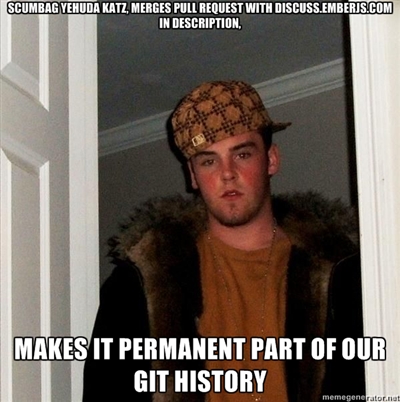 SCUMBAG YEHUDA KATZ, MERGES PULL REQUEST WITH DISCUSS.EMBERJS.COM
IN DESCRIPTION,
MAKES IT PERMANENT PART OF OUR
GIT HISTORY
memegenerator.net